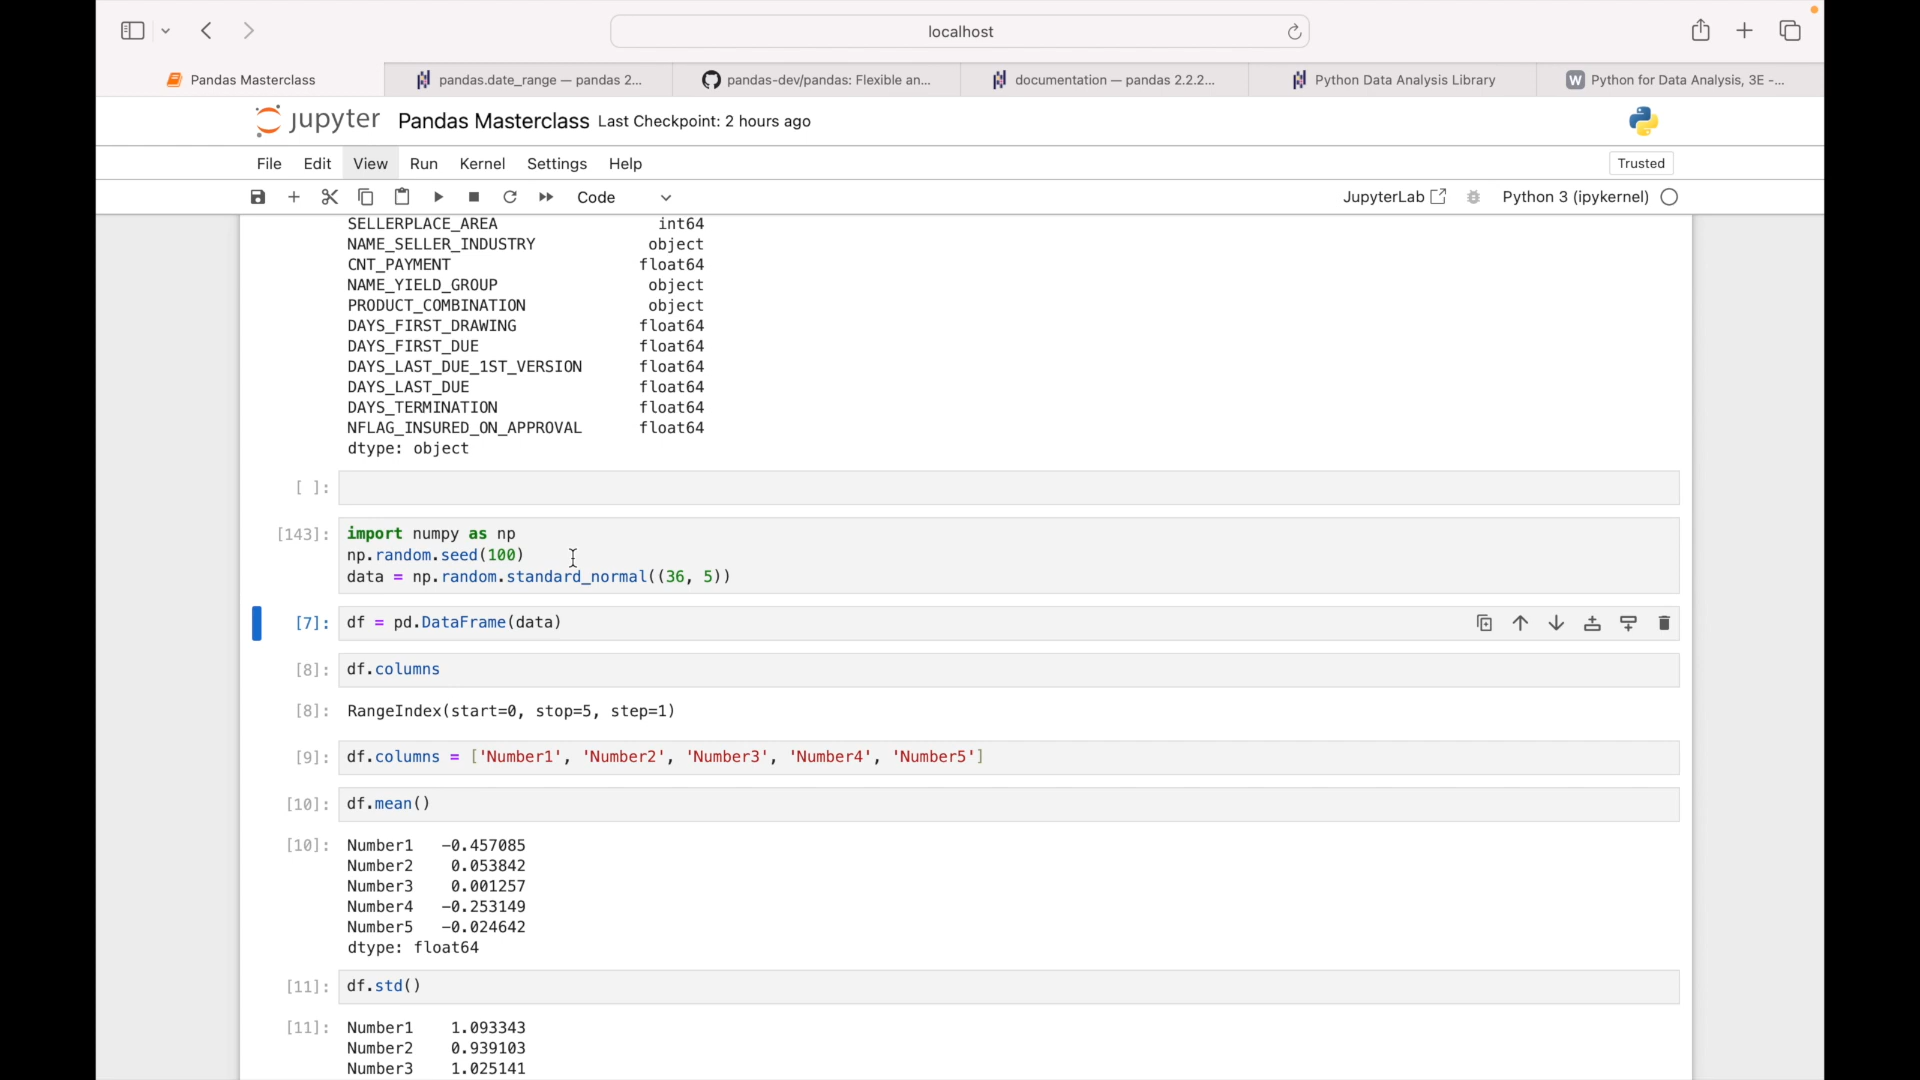 localhost
Pandas Masterclass
pandas.date_range — pandas 2...
pandas-dev/pandas: Flexible an...
documentation — pandas 2.2.2...
Python Data Analysis Library
W Python for Data Analysis, 3E -...
jupyter Pandas Masterclass Last Checkpoint: 2 hours ago
File Edit View Run Kernel Settings Help
Trusted
Code
JupyterLab Python 3 (ipykernel)
SELLERPLACE_AREA int64
NAME_SELLER_INDUSTRY object
CNT_PAYMENT float64
NAME_YIELD_GROUP object
PRODUCT_COMBINATION object
DAYS_FIRST_DRAWING float64
DAYS_FIRST_DUE float64
DAYS_LAST_DUE_1ST_VERSION float64
DAYS_LAST_DUE float64
DAYS_TERMINATION float64
NFLAG_INSURED_ON_APPROVAL float64
dtype: object
[ ]:
[143]: import numpy as np
np.random.seed(100)
data = np.random.standard_normal((36, 5))
[7]: df = pd.DataFrame(data)
[8]: df.columns
[8]: RangeIndex(start=0, stop=5, step=1)
[9]: df.columns = ['Number1', 'Number2', 'Number3', 'Number4', 'Number5']
[10]: df.mean()
[10]: Number1 -0.457085
Number2 0.053842
Number3 0.001257
Number4 -0.253149
Number5 -0.024642
dtype: float64
[11]: df.std()
[11]: Number1 1.093343
Number2 0.939103
Number3 1.025141